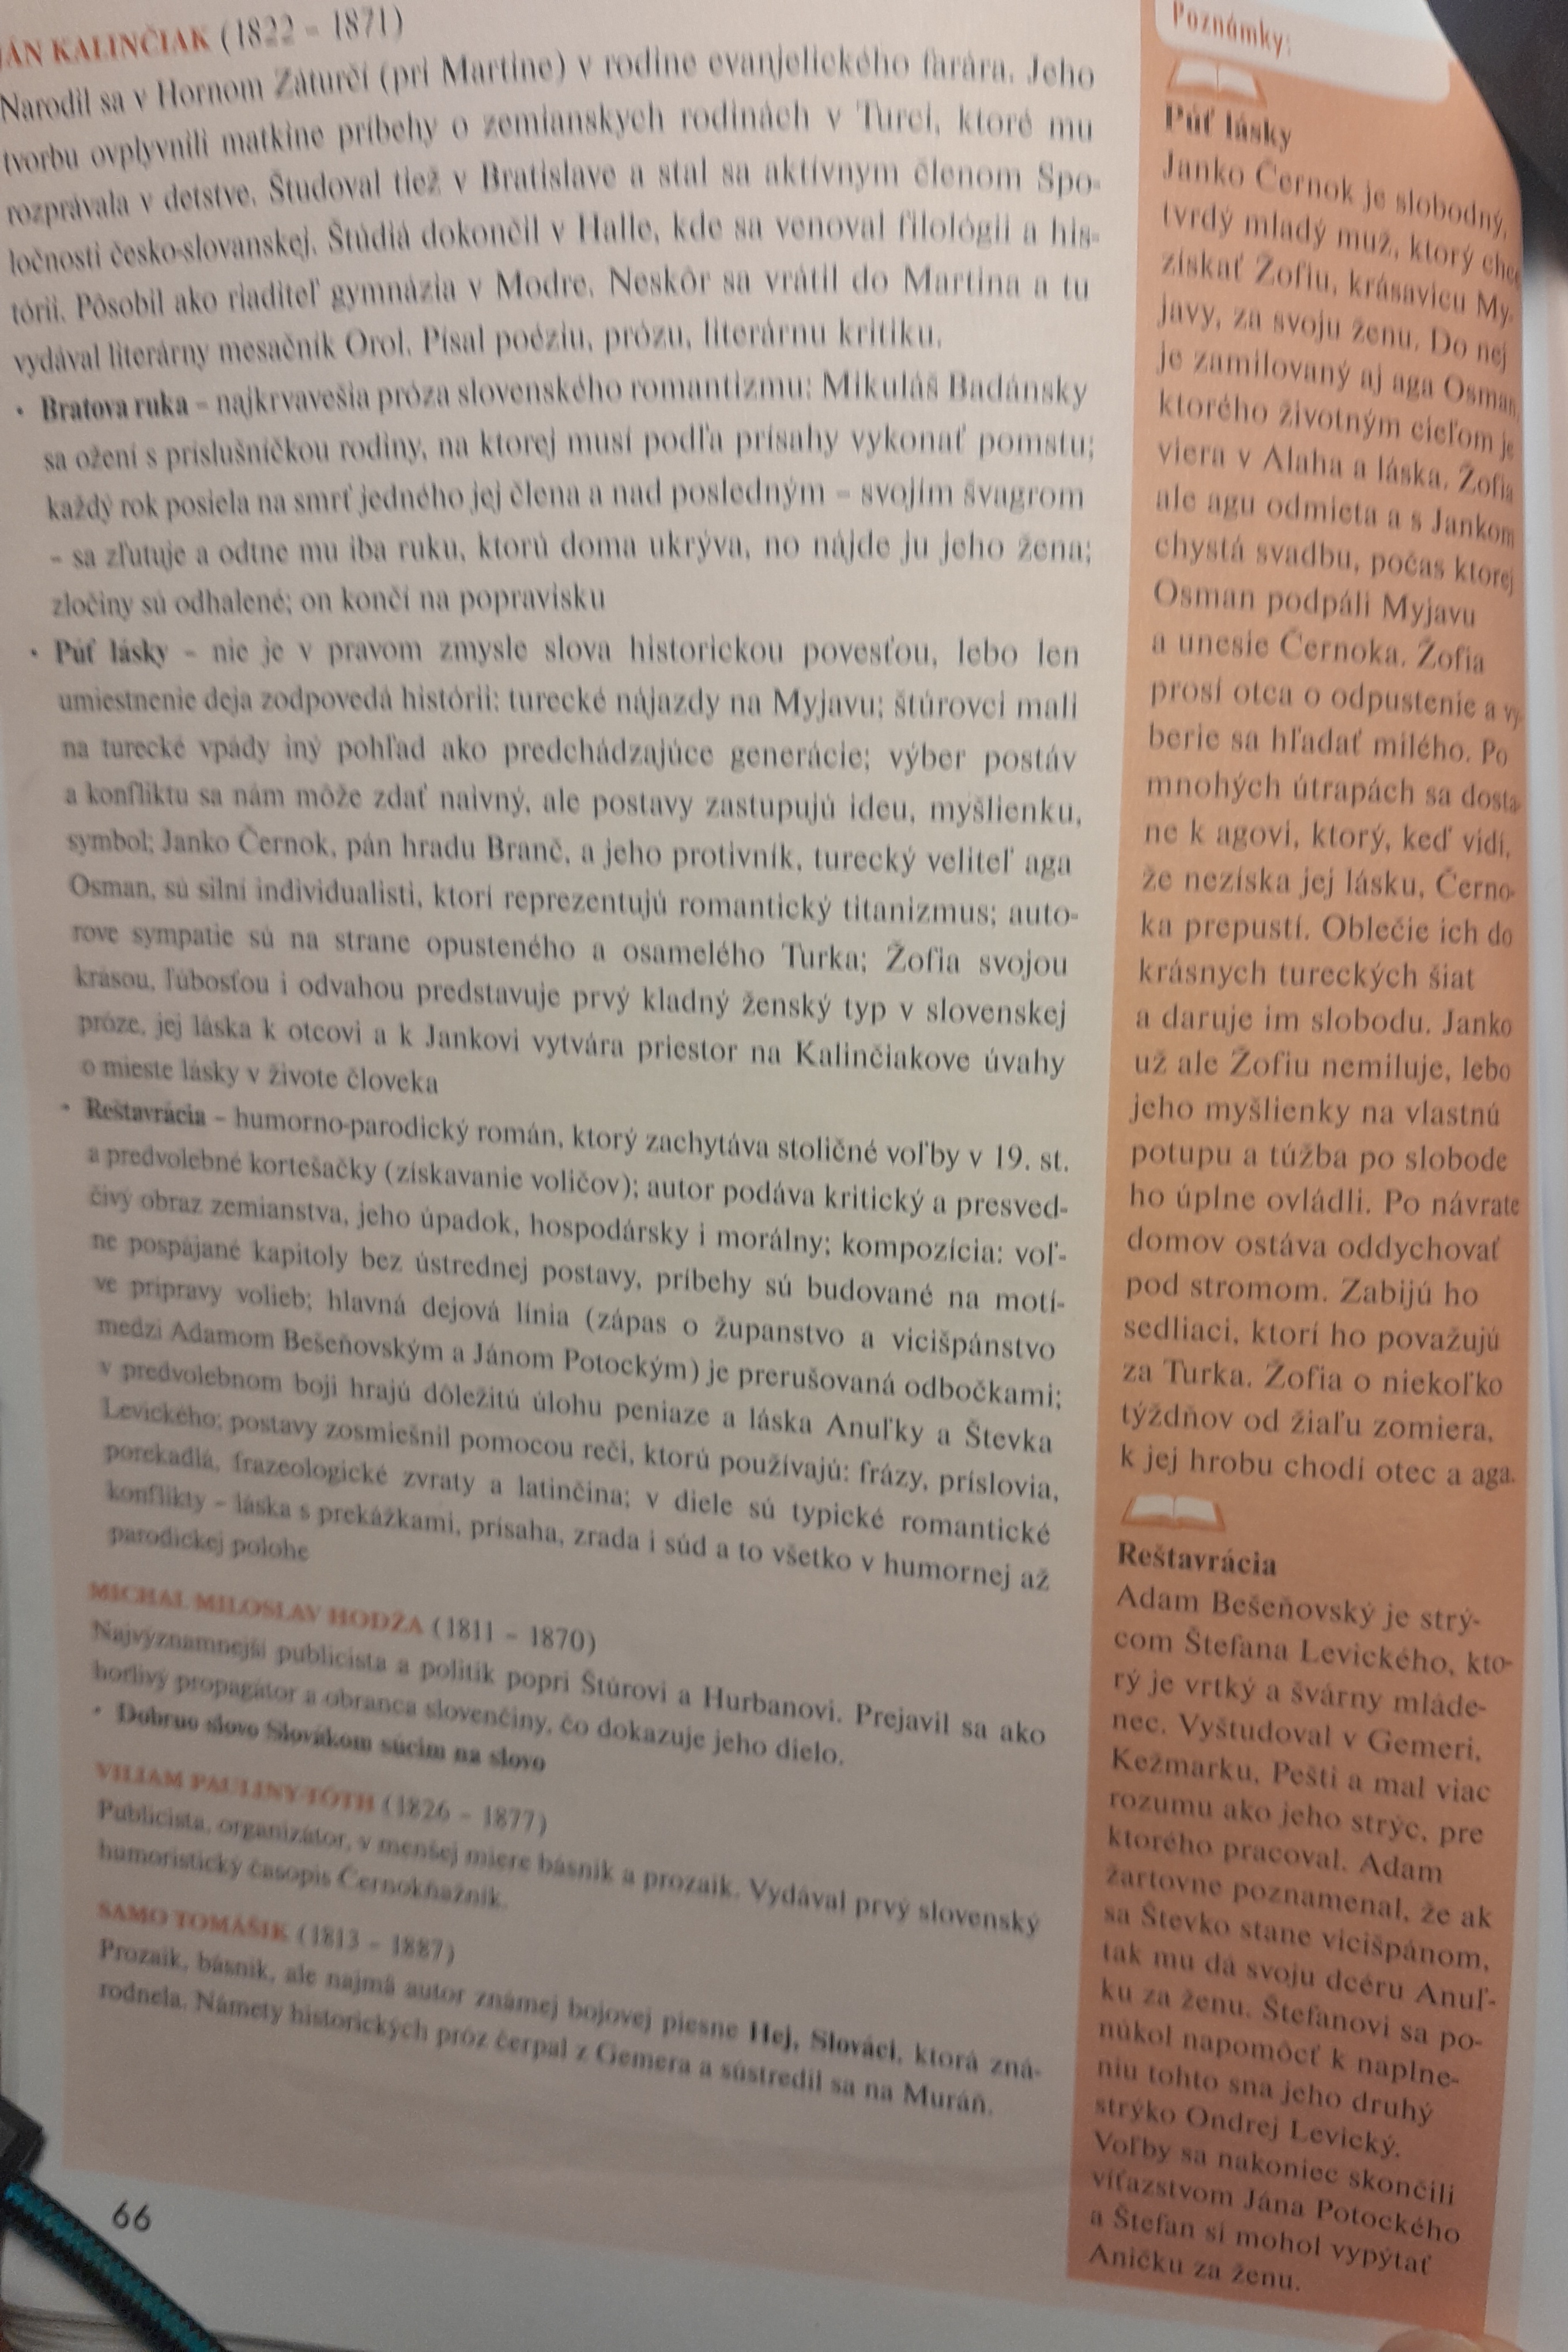 JÁN KALINČIAK (1822 – 1871)
Narodil sa v Hornom Záturčí (pri Martine) v rodine evanjelického farára. Jeho
tvorbu ovplyvnili matkine príbehy o zemianskych rodinách v Turci, ktoré mu
rozprávala v detstve. Študoval tiež v Bratislave a stal sa aktívnym členom Spo-
ločnosti česko-slovanskej. Štúdiá dokončil v Halle, kde sa venoval filológii a his-
tórii. Pôsobil ako riaditeľ gymnázia v Modre. Neskôr sa vrátil do Martina a tu
vydával literárny mesačník Orol. Písal poéziu, prózu, literárnu kritiku.
• Bratova ruka – najkrvavešia próza slovenského romantizmu: Mikuláš Badánsky
sa ožení s príslušníčkou rodiny, na ktorej musí podľa prísahy vykonať pomstu;
každý rok posiela na smrť jedného jej člena a nad posledným – svojím švagrom
– sa zľutuje a odtne mu iba ruku, ktorú doma ukrýva, no nájde ju jeho žena;
zločiny sú odhalené; on končí na popravisku
• Púť lásky – nie je v pravom zmysle slova historickou povesťou, lebo len
umiestnenie deja zodpovedá histórii: turecké nájazdy na Myjavu; štúrovci mali
na turecké vpády iný pohľad ako predchádzajúce generácie; výber postáv
a konfliktu sa nám môže zdať naivný, ale postavy zastupujú ideu, myšlienku,
symbol; Janko Černok, pán hradu Branč, a jeho protivník, turecký veliteľ aga
Osman, sú silní individualisti, ktorí reprezentujú romantický titanizmus; auto-
rove sympatie sú na strane opusteného a osamelého Turka; Žofia svojou
krásou, ľúbosťou i odvahou predstavuje prvý kladný ženský typ v slovenskej
próze, jej láska k otcovi a k Jankovi vytvára priestor na Kalinčiakove úvahy
o mieste lásky v živote človeka
• Reštavrácia – humorno-parodický román, ktorý zachytáva stoličné voľby v 19. st.
a predvolebné kortešačky (získavanie voličov); autor podáva kritický a presved-
čivý obraz zemianstva, jeho úpadok, hospodársky i morálny; kompozícia: voľ-
ne pospájané kapitoly bez ústrednej postavy, príbehy sú budované na motí-
ve prípravy volieb; hlavná dejová línia (zápas o županstvo a vicišpánstvo
medzi Adamom Bešeňovským a Jánom Potockým) je prerušovaná odbočkami;
v predvolebnom boji hrajú dôležitú úlohu peniaze a láska Anuľky a Števka
Levického; postavy zosmiešnil pomocou reči, ktorú používajú: frázy, príslovia,
porekadlá, frazeologické zvraty a latinčina; v diele sú typické romantické
konflikty – láska s prekážkami, prísaha, zrada i súd a to všetko v humornej až
parodickej polohe
MICHAL MILOSLAV HODŽA (1811 – 1870)
Najvýznamnejší publicista a politik popri Štúrovi a Hurbanovi. Prejavil sa ako
horlivý propagátor a obranca slovenčiny, čo dokazuje jeho dielo.
• Dobruo slovo Slovákom súcim na slovo
VILIAM PAULINY-TÓTH (1826 – 1877)
Publicista, organizátor, v menšej miere básnik a prozaik. Vydával prvý slovenský
humoristický časopis Černokňažník.
SAMO TOMÁŠIK (1813 – 1887)
Prozaik, básnik, ale najmä autor známej bojovej piesne Hej, Slováci, ktorá zná-
rodnela. Námety historických próz čerpal z Gemera a sústredil sa na Muráň.
66
Poznámky:
Púť lásky
Janko Černok je slobodný,
tvrdý mladý muž, ktorý chce
získať Žofiu, krásavicu My-
javy, za svoju ženu. Do nej
je zamilovaný aj aga Osman,
ktorého životným cieľom je
viera v Alaha a láska. Žofia
ale agu odmieta a s Jankom
chystá svadbu, počas ktorej
Osman podpáli Myjavu
a unesie Černoka. Žofia
prosí otca o odpustenie a vy-
berie sa hľadať milého. Po
mnohých útrapách sa dosta-
ne k agovi, ktorý, keď vidí,
že nezíska jej lásku, Černo-
ka prepustí. Oblečie ich do
krásnych tureckých šiat
a daruje im slobodu. Janko
už ale Žofiu nemiluje, lebo
jeho myšlienky na vlastnú
potupu a túžba po slobode
ho úplne ovládli. Po návrate
domov ostáva oddychovať
pod stromom. Zabijú ho
sedliaci, ktorí ho považujú
za Turka. Žofia o niekoľko
týždňov od žiaľu zomiera,
k jej hrobu chodí otec a aga.
Reštavrácia
Adam Bešeňovský je strý-
com Štefana Levického, kto-
rý je vrtký a švárny mláde-
nec. Vyštudoval v Gemeri,
Kežmarku, Pešti a mal viac
rozumu ako jeho strýc, pre
ktorého pracoval. Adam
žartovne poznamenal, že ak
sa Števko stane vicišpánom,
tak mu dá svoju dcéru Anuľ-
ku za ženu. Štefanovi sa po-
núkol napomôcť k naplne-
niu tohto sna jeho druhý
strýko Ondrej Levický.
Voľby sa nakoniec skončili
víťazstvom Jána Potockého
a Štefan si mohol vypýtať
Aničku za ženu.